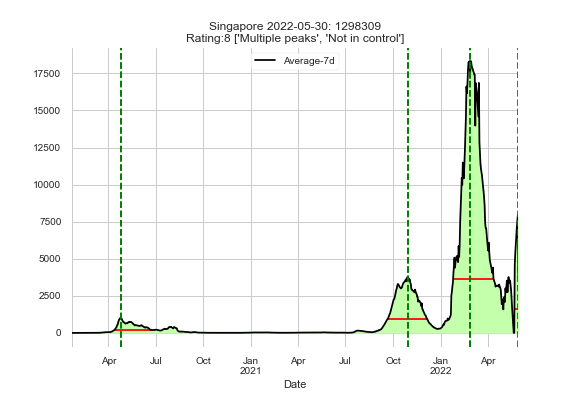 Singapore 2022-05-30: 1298309
Rating:8 ['Multiple peaks', 'Not in control']
Average-7d
17500
15000
12500
10000
7500
5000
2500
0
Apr Jul Oct Jan Apr Jul Oct Jan Apr
2021 2022
Date